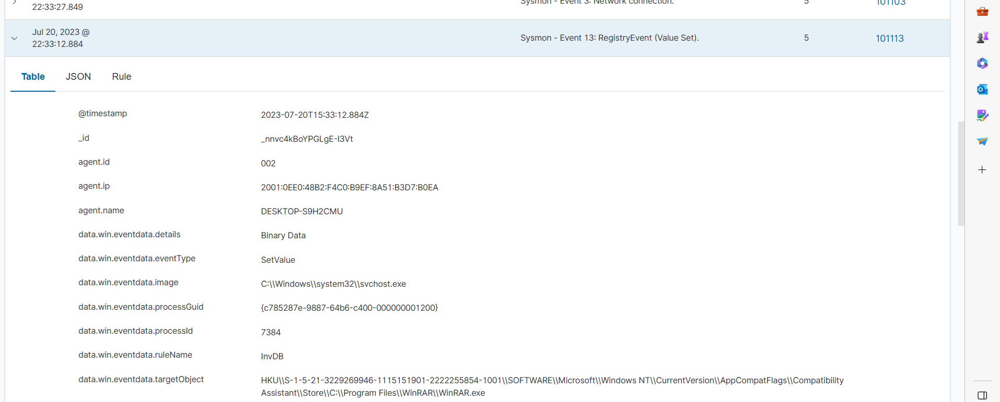 22:33:27.849
Sysmon - Event 3: Network connection.
5
101103
Jul 20, 2023 @
22:33:12.884
Sysmon - Event 13: RegistryEvent (Value Set).
5
101113
Table JSON Rule
@timestamp 2023-07-20T15:33:12.884Z
_id _nnvc4kBoYPGLgE-I3Vt
agent.id 002
agent.ip 2001:0EE0:48B2:F4C0:B9EF:8A51:B3D7:B0EA
agent.name DESKTOP-S9H2CMU
data.win.eventdata.details Binary Data
data.win.eventdata.eventType SetValue
data.win.eventdata.image C:\\Windows\\system32\\svchost.exe
data.win.eventdata.processGuid {c785287e-9887-64b6-c400-000000001200}
data.win.eventdata.processId 7384
data.win.eventdata.ruleName InvDB
data.win.eventdata.targetObject HKU\\S-1-5-21-3229269946-1115151901-2222255854-1001\\SOFTWARE\\Microsoft\\Windows NT\\CurrentVersion\\AppCompatFlags\\Compatibility
Assistant\\Store\\C:\\Program Files\\WinRAR\\WinRAR.exe